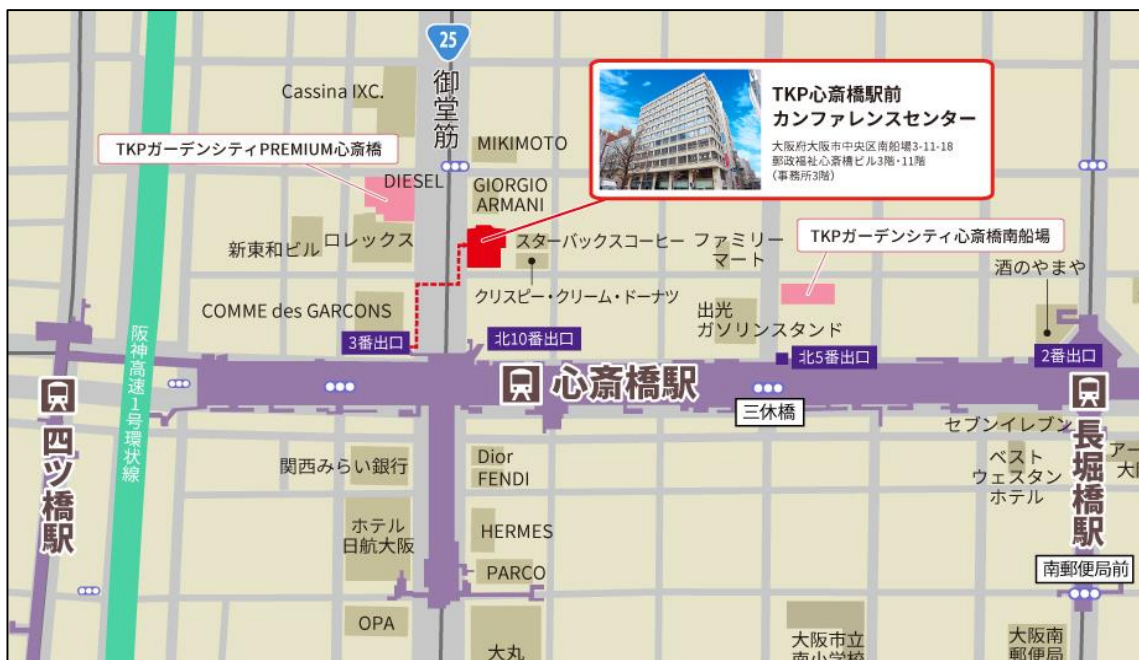 25
御堂筋
Cassina IXC.
TKPガーデンシティPREMIUM心斎橋
MIKIMOTO
DIESEL
GIORGIO
ARMANI
TKP心斎橋駅前
カンファレンスセンター
大阪府大阪市中央区南船場3-11-18
郵政福祉心斎橋ビル3階・11階
(事務所3階)
新東和ビル
ロレックス
スターバックスコーヒー
ファミリー
マート
TKPガーデンシティ心斎橋南船場
酒のやまや
クリスピー・クリーム・ドーナツ
COMME des GARCONS
出光
ガソリンスタンド
3番出口
北10番出口
北5番出口
2番出口
阪神高速1号環状線
心斎橋駅
三休橋
四ツ橋駅
長堀橋駅
セブンイレブン
関西みらい銀行
Dior
FENDI
ベスト
ウェスタン
ホテル
アー
大
ホテル
日航大阪
HERMES
PARCO
南郵便局前
OPA
大丸
大阪市立
南小学校
大阪南
郵便局